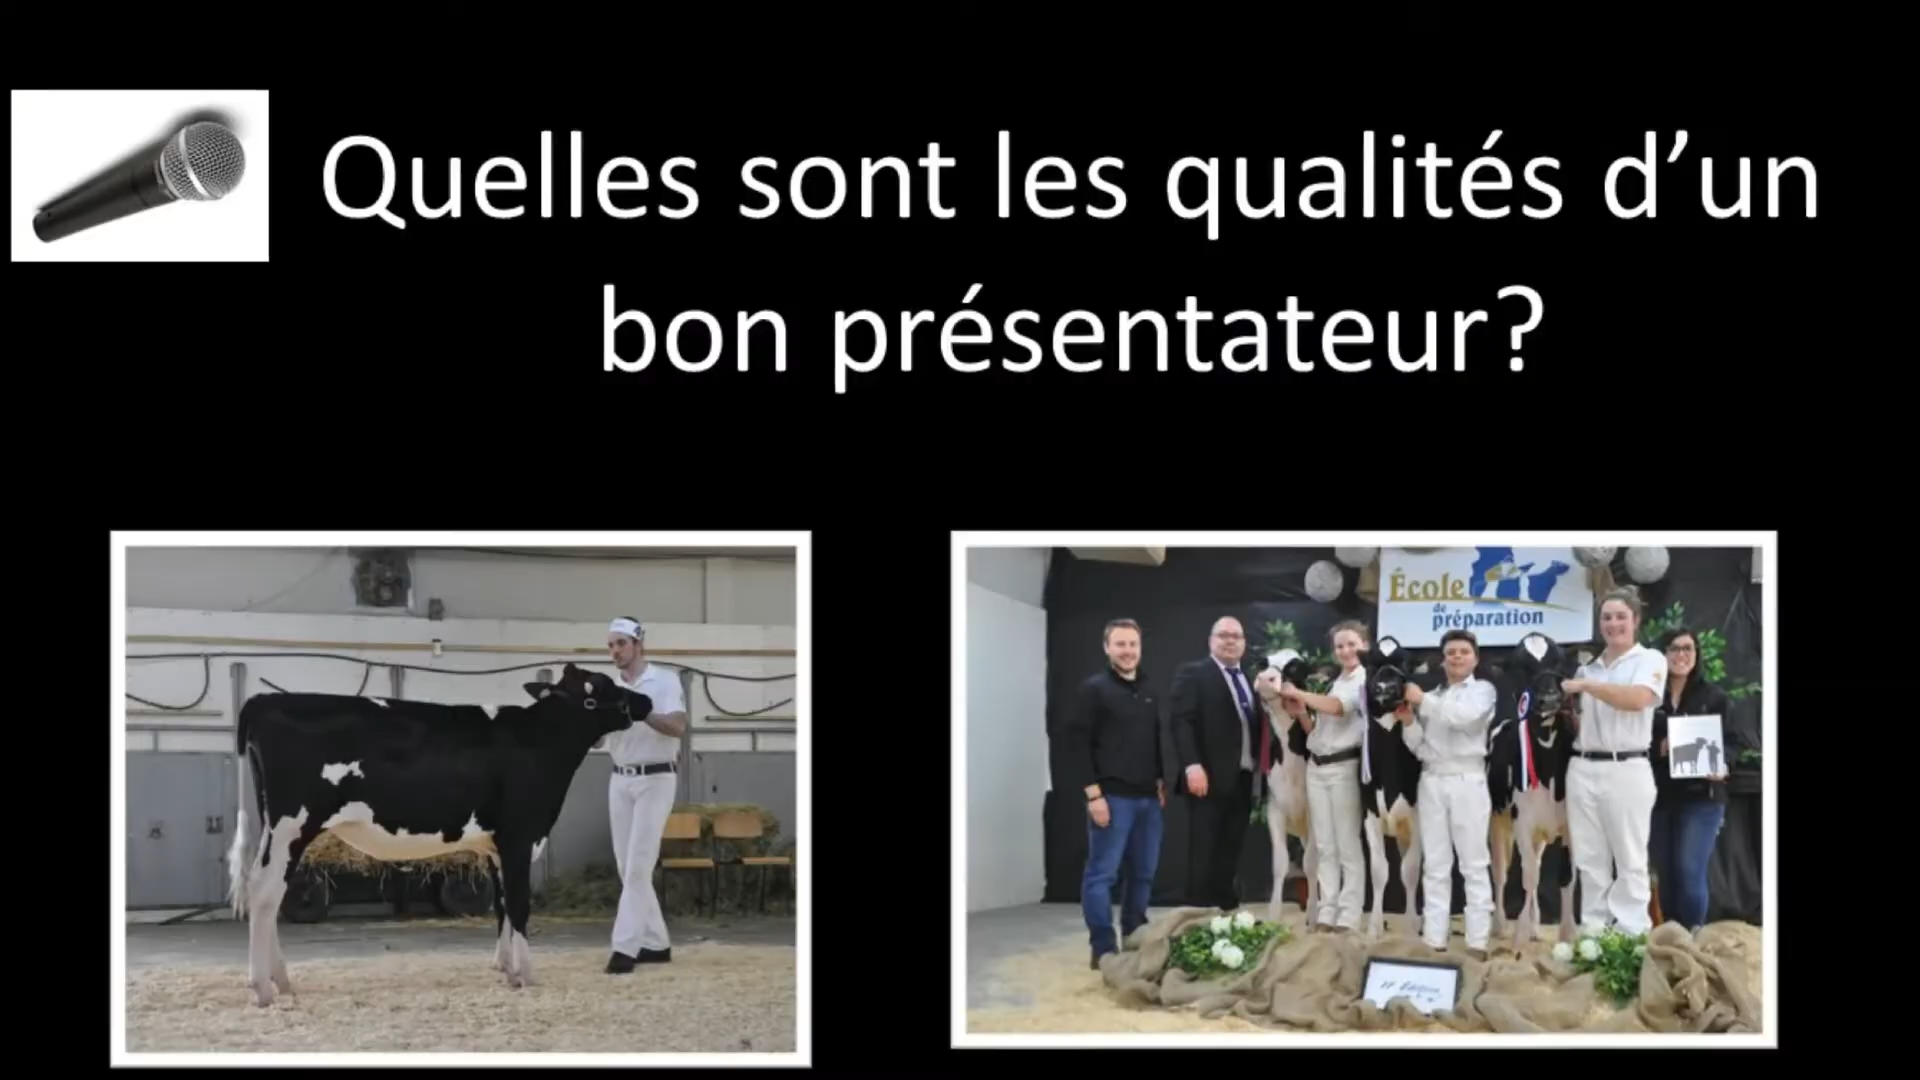 Quelles sont les qualités d’un
bon présentateur?
École
de
préparation